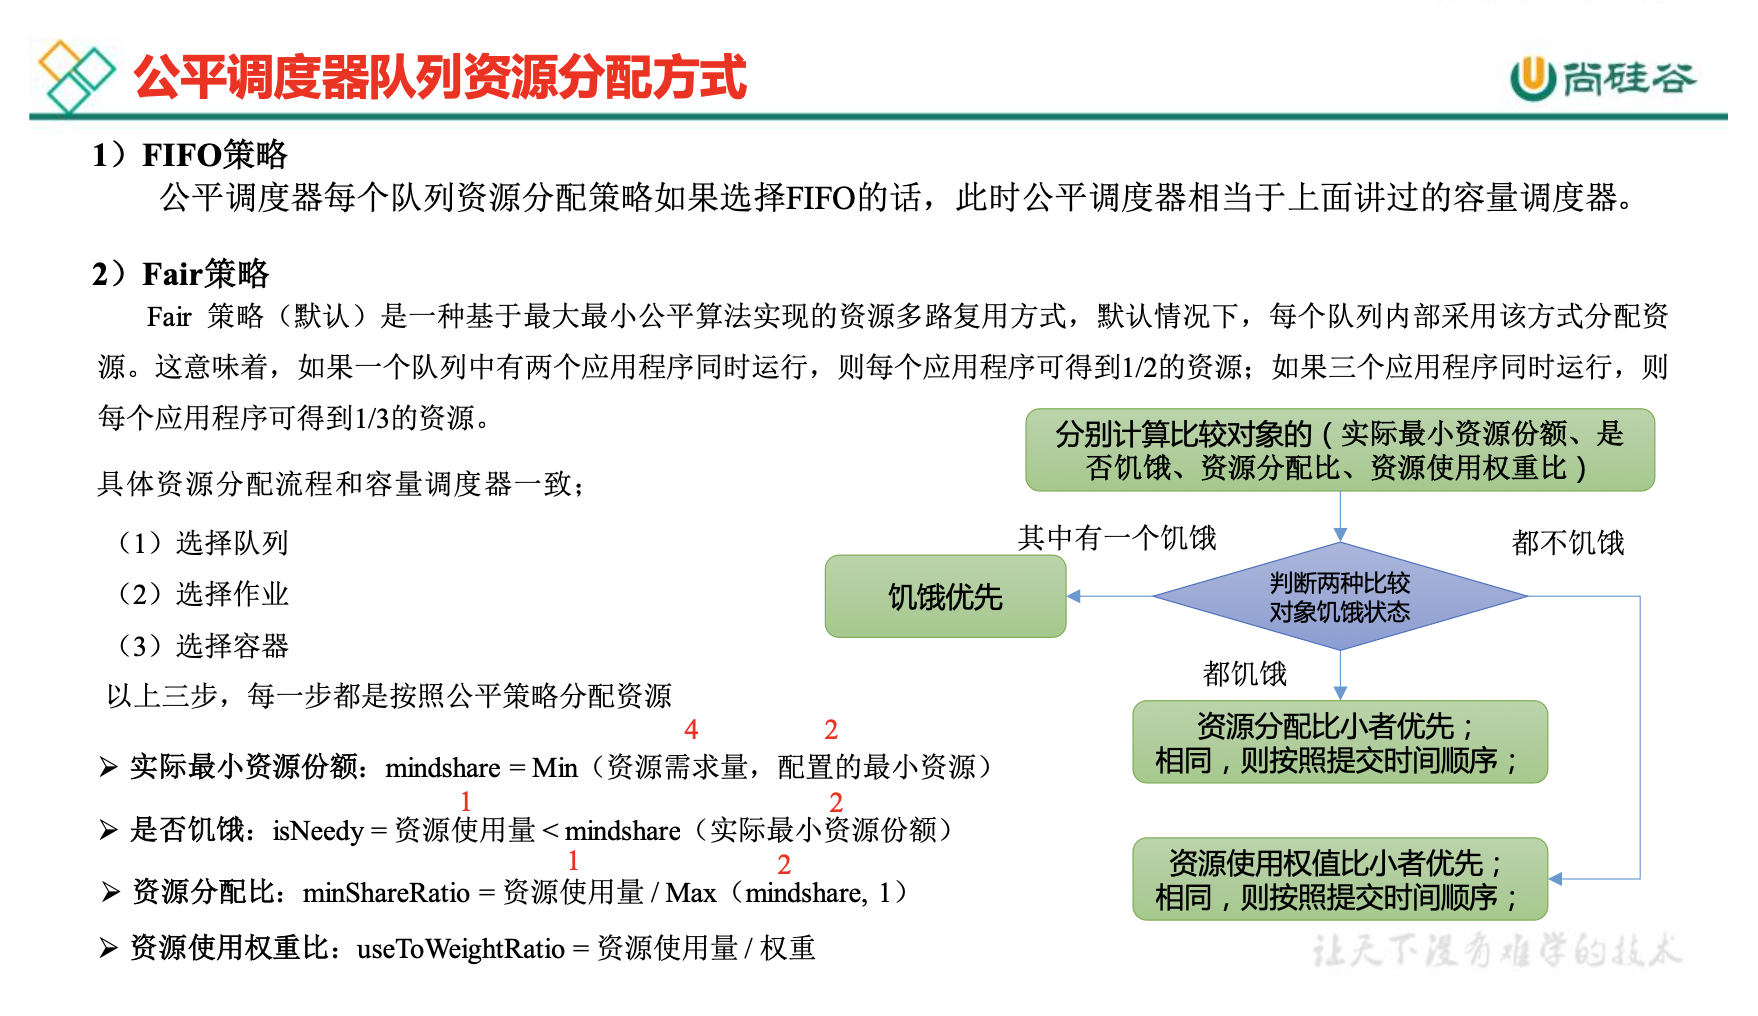 公平调度器队列资源分配方式
尚硅谷
1）FIFO策略
公平调度器每个队列资源分配策略如果选择FIFO的话，此时公平调度器相当于上面讲过的容量调度器。
2）Fair策略
Fair 策略（默认）是一种基于最大最小公平算法实现的资源多路复用方式，默认情况下，每个队列内部采用该方式分配资
源。这意味着，如果一个队列中有两个应用程序同时运行，则每个应用程序可得到1/2的资源；如果三个应用程序同时运行，则
每个应用程序可得到1/3的资源。
具体资源分配流程和容量调度器一致；
（1）选择队列
（2）选择作业
（3）选择容器
以上三步，每一步都是按照公平策略分配资源
4 2
➢ 实际最小资源份额：mindshare = Min（资源需求量，配置的最小资源）
1 2
➢ 是否饥饿：isNeedy = 资源使用量 < mindshare（实际最小资源份额）
1 2
➢ 资源分配比：minShareRatio = 资源使用量 / Max（mindshare, 1）
➢ 资源使用权重比：useToWeightRatio = 资源使用量 / 权重
分别计算比较对象的（实际最小资源份额、是
否饥饿、资源分配比、资源使用权重比）
其中有一个饥饿
都不饥饿
饥饿优先
判断两种比较
对象饥饿状态
都饥饿
资源分配比小者优先；
相同，则按照提交时间顺序；
资源使用权值比小者优先；
相同，则按照提交时间顺序；
让天下没有难学的技术